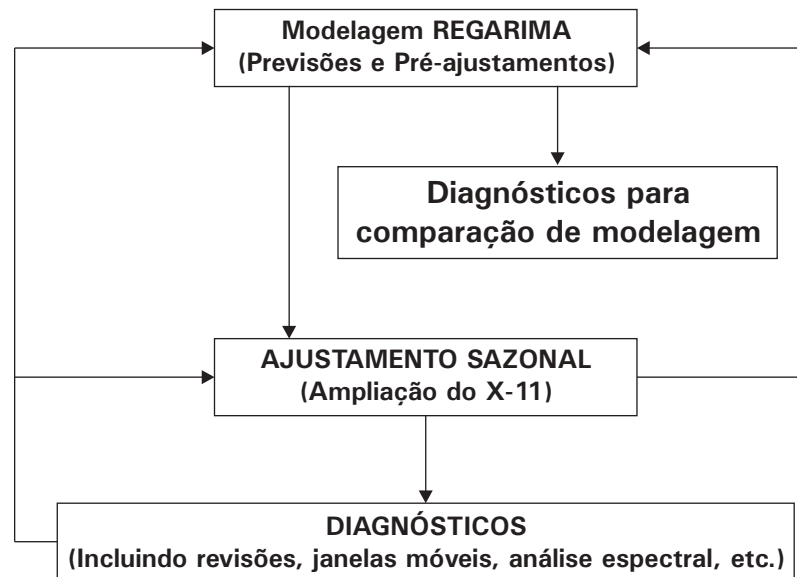 Modelagem REGARIMA
(Previsões e Pré-ajustamentos)
Diagnósticos para
comparação de modelagem
AJUSTAMENTO SAZONAL
(Ampliação do X-11)
DIAGNÓSTICOS
(Incluindo revisões, janelas móveis, análise espectral, etc.)